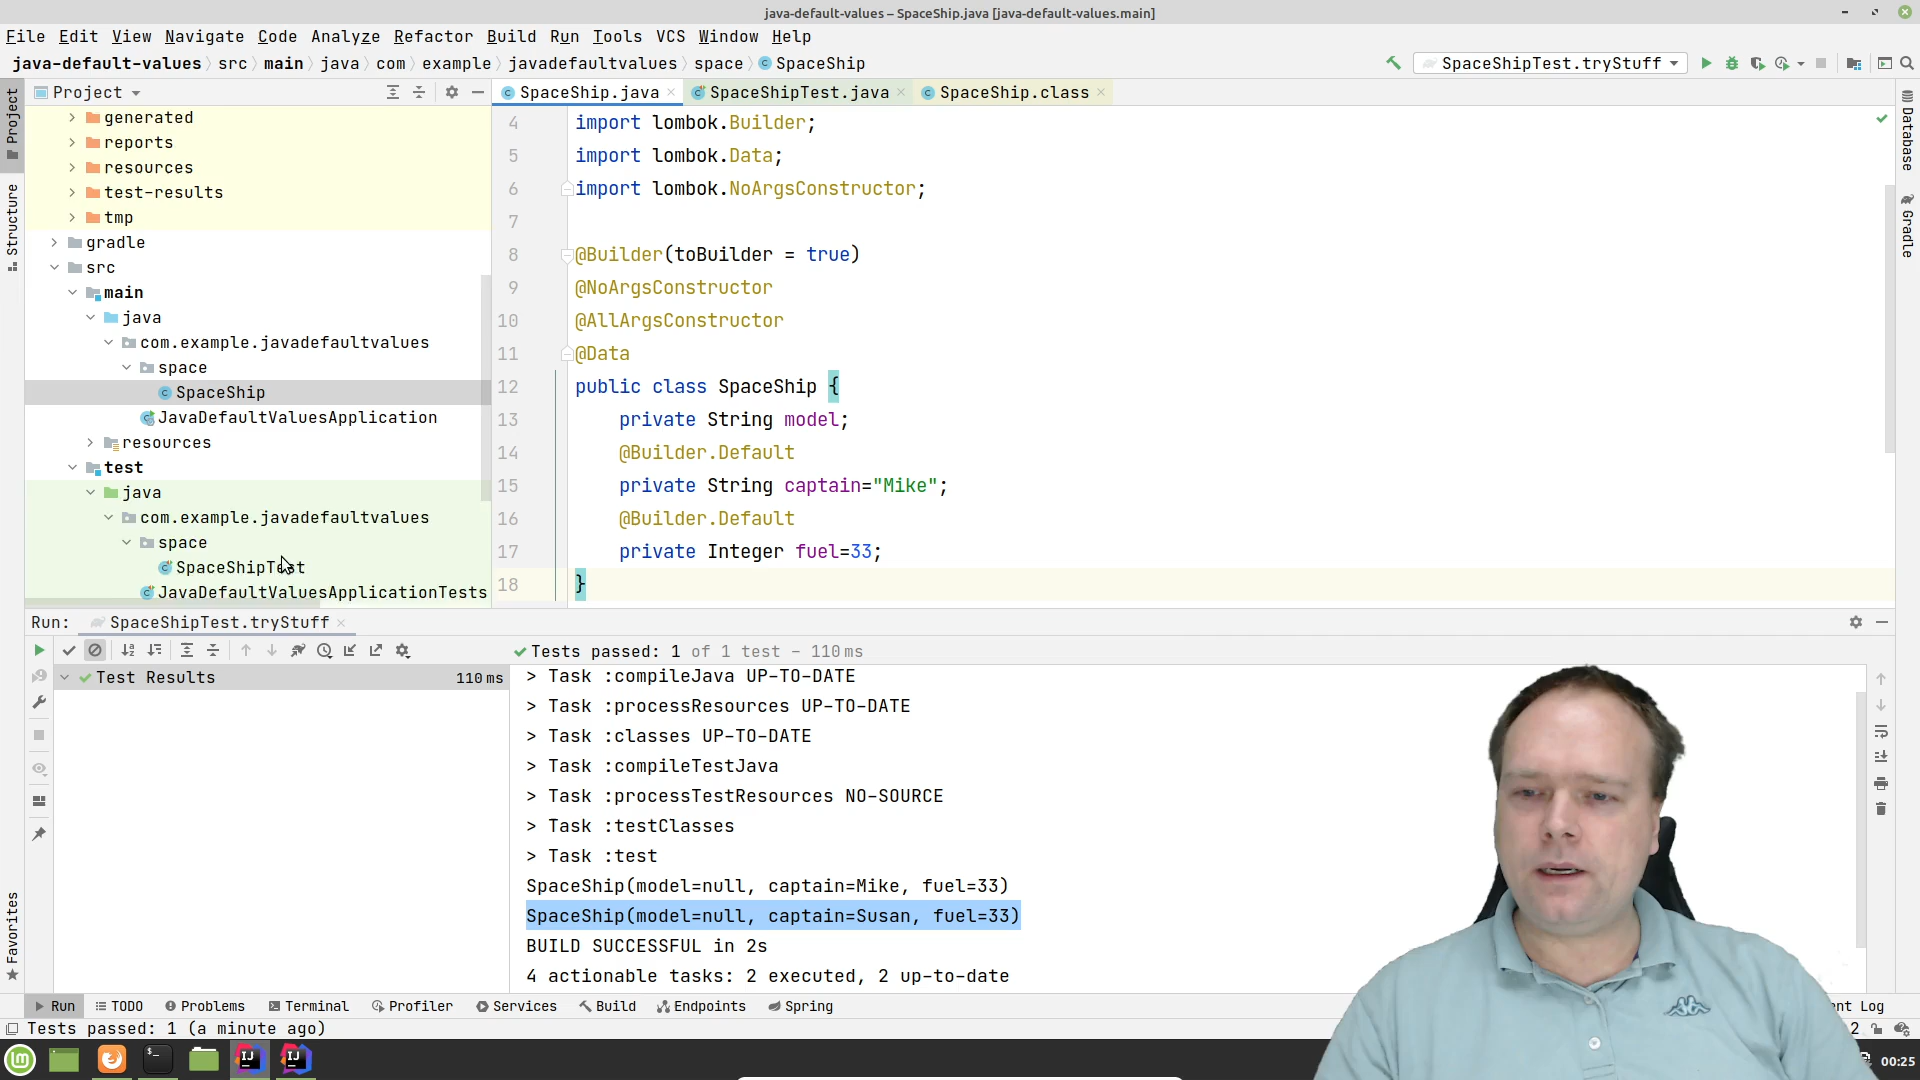 java-default-values – SpaceShip.java [java-default-values.main]
File Edit View Navigate Code Analyze Refactor Build Run Tools VCS Window Help
java-default-values src main java com example javadefaultvalues space SpaceShip
SpaceShipTest.tryStuff
Project
SpaceShip.java
SpaceShipTest.java
SpaceShip.class
Project
Structure
Favorites
Database
Gradle
generated
reports
resources
test-results
tmp
gradle
src
main
java
com.example.javadefaultvalues
space
SpaceShip
JavaDefaultValuesApplication
resources
test
java
com.example.javadefaultvalues
space
SpaceShipTest
JavaDefaultValuesApplicationTests
4 import lombok.Builder;
5 import lombok.Data;
6 import lombok.NoArgsConstructor;
7
8 @Builder(toBuilder = true)
9 @NoArgsConstructor
10 @AllArgsConstructor
11 @Data
12 public class SpaceShip {
13 private String model;
14 @Builder.Default
15 private String captain="Mike";
16 @Builder.Default
17 private Integer fuel=33;
18 }
Run: SpaceShipTest.tryStuff
Tests passed: 1 of 1 test – 110 ms
Test Results 110 ms
> Task :compileJava UP-TO-DATE
> Task :processResources UP-TO-DATE
> Task :classes UP-TO-DATE
> Task :compileTestJava
> Task :processTestResources NO-SOURCE
> Task :testClasses
> Task :test
SpaceShip(model=null, captain=Mike, fuel=33)
SpaceShip(model=null, captain=Susan, fuel=33)
BUILD SUCCESSFUL in 2s
4 actionable tasks: 2 executed, 2 up-to-date
Run TODO Problems Terminal Profiler Services Build Endpoints Spring
nt Log
Tests passed: 1 (a minute ago)
2
00:25